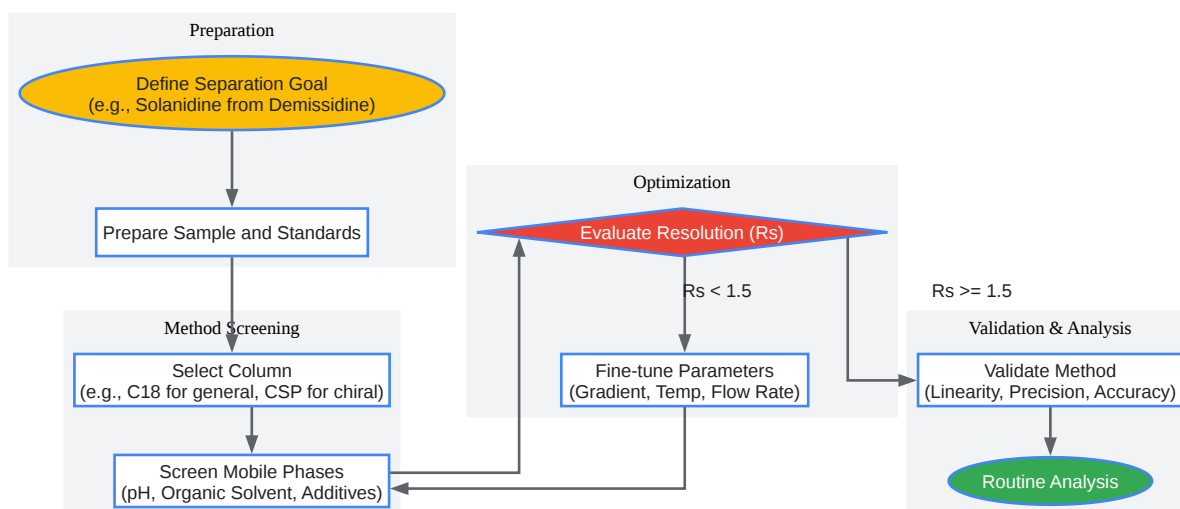 Preparation
Define Separation Goal
(e.g., Solanidine from Demissidine)
Prepare Sample and Standards
Method Screening
Select Column
(e.g., C18 for general, CSP for chiral)
Screen Mobile Phases
(pH, Organic Solvent, Additives)
Optimization
Evaluate Resolution (Rs)
Rs < 1.5
Fine-tune Parameters
(Gradient, Temp, Flow Rate)
Rs >= 1.5
Validation & Analysis
Validate Method
(Linearity, Precision, Accuracy)
Routine Analysis